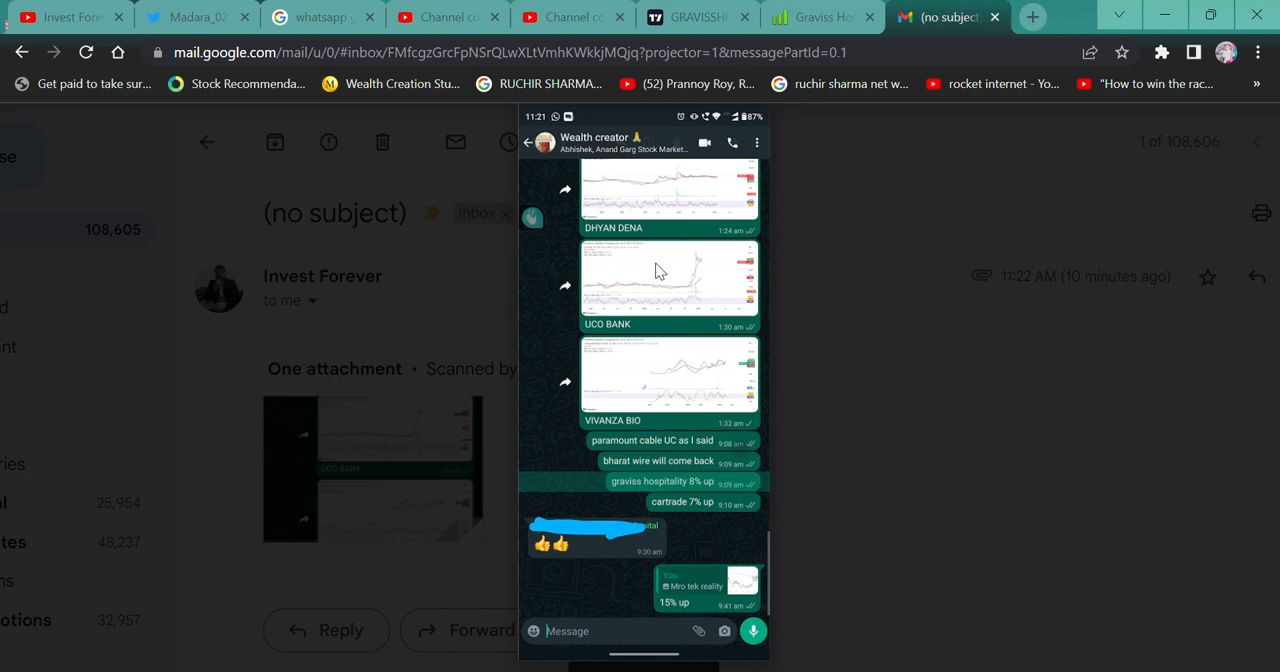 Invest Forev
Madara_02
whatsapp g
Channel co
Channel co
GRAVISSHO
Graviss Hos
(no subject)
mail.google.com/mail/u/0/#inbox/FMfcgzGrcFpNSrQLwXLtVmhKWkkjMQjq?projector=1&messagePartId=0.1
Get paid to take sur...
Stock Recommenda...
Wealth Creation Stu...
RUCHIR SHARMA...
(52) Prannoy Roy, R...
ruchir sharma net w...
rocket internet - Yo...
"How to win the rac...
»
1 of 108,606
(no subject)
Inbox ×
108,605
Invest Forever
to me
11:22 AM (10 minutes ago)
One attachment • Scanned by
UCO BANK
25,954
48,237
32,957
Reply
Forward
11:21
87%
Wealth creator 🙏
Abhishek, Anand Garg Stock Market...
DHYAN DENA
1:24 am
UCO BANK
1:30 am
VIVANZA BIO
1:32 am
paramount cable UC as I said 9:08 am
bharat wire will come back 9:09 am
graviss hospitality 8% up 9:09 am
cartrade 7% up 9:10 am
👍👍
9:30 am
You
Mro tek reality
15% up 9:41 am
Message